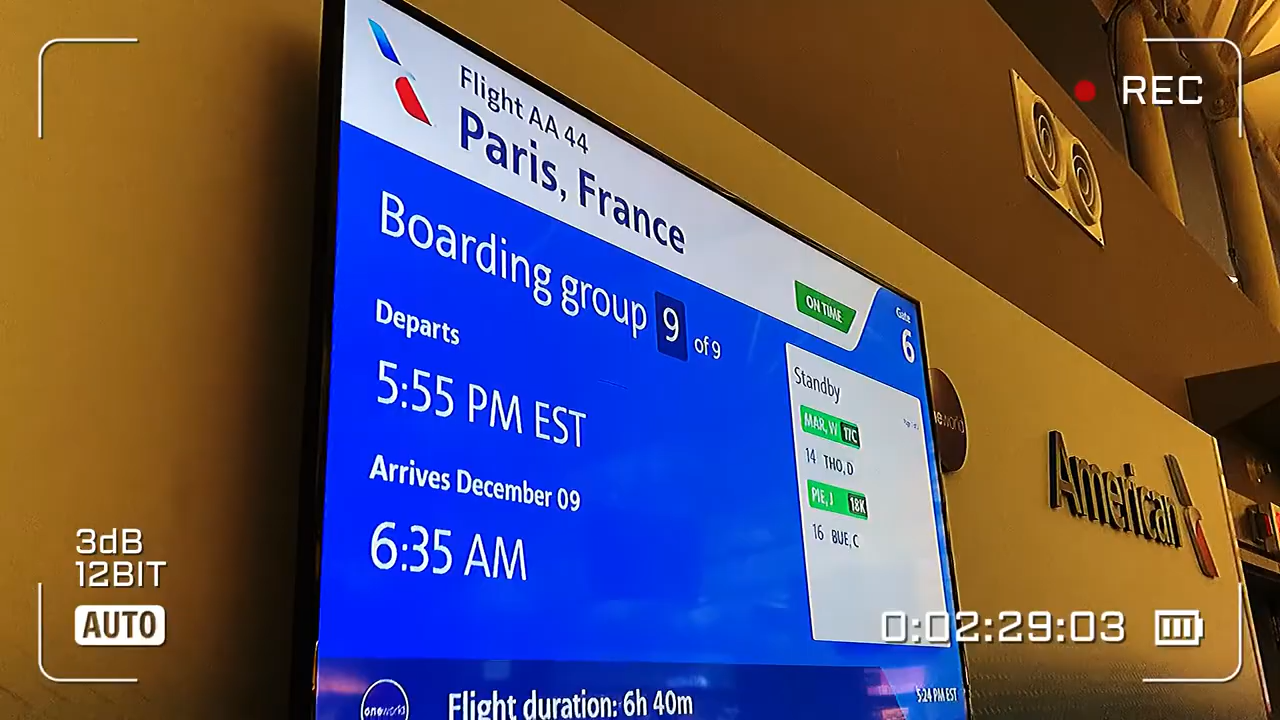 REC
Flight AA 44
Paris, France
Boarding group 9 of 9
ON TIME
Gate
6
Departs
5:55 PM EST
Arrives December 09
6:35 AM
Standby
MAR, W 17C
14 THO, D
PIE, J 18K
16 BUE, C
American
3dB
12BIT
AUTO
0:02:29:03
oneworld
Flight duration: 6h 40m
5:24 PM EST